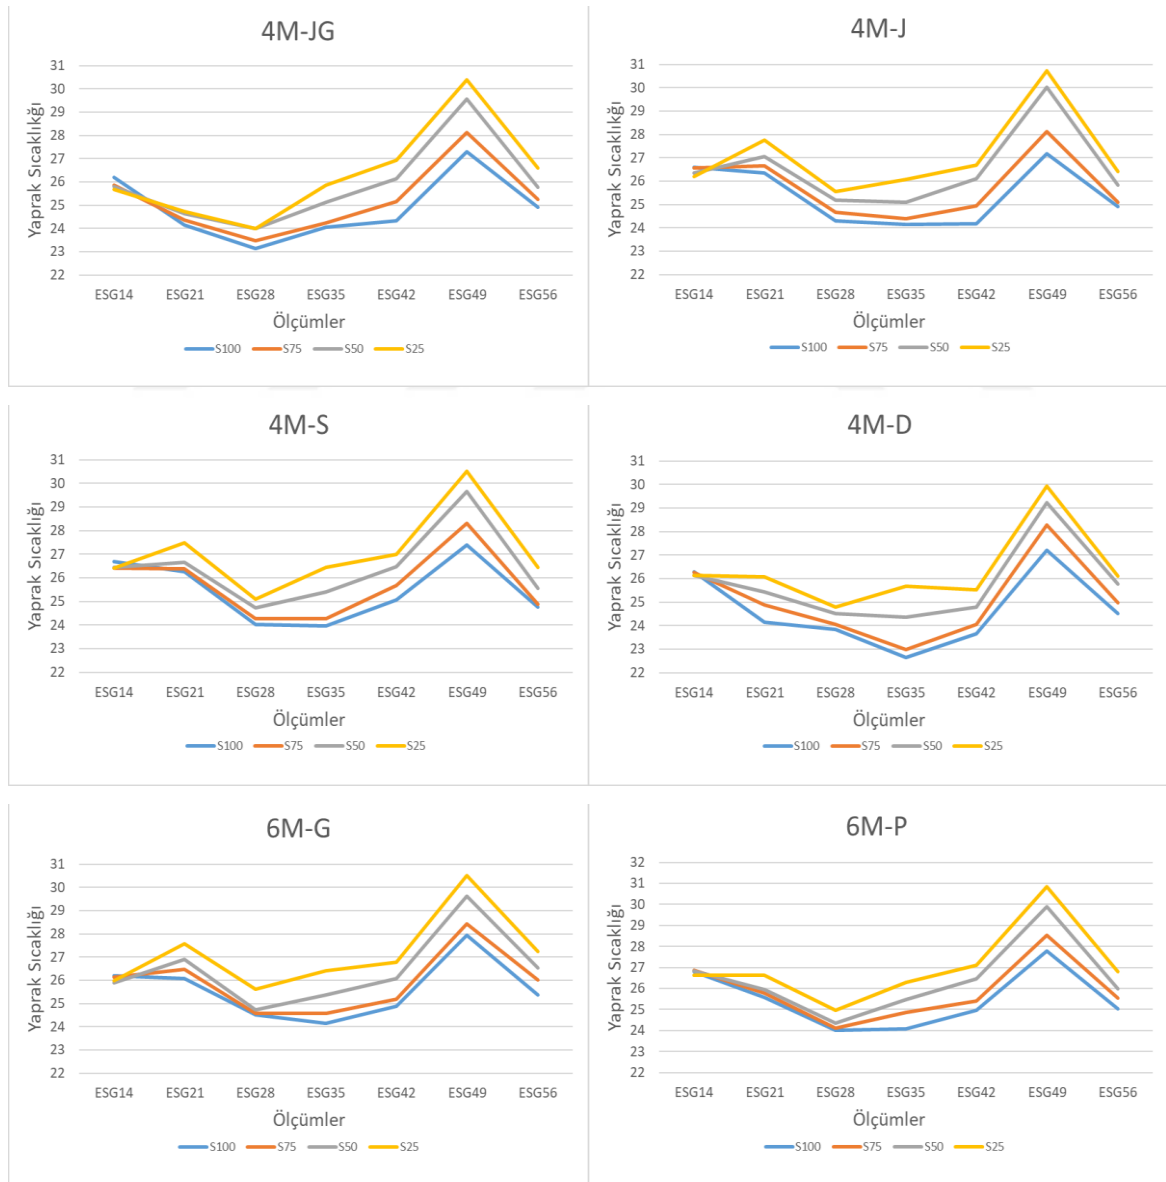 4M-JG
31
30
29
28
27
26
25
24
23
22
Yaprak Sıcaklıkğı
ESG14 ESG21 ESG28 ESG35 ESG42 ESG49 ESG56
Ölçümler
S100 S75 S50 S25
4M-J
31
30
29
28
27
26
25
24
23
22
Yaprak Sıcaklığı
ESG14 ESG21 ESG28 ESG35 ESG42 ESG49 ESG56
Ölçümler
S100 S75 S50 S25
4M-S
31
30
29
28
27
26
25
24
23
22
Yaprak Sıcaklığı
ESG14 ESG21 ESG28 ESG35 ESG42 ESG49 ESG56
Ölçümler
S100 S75 S50 S25
4M-D
31
30
29
28
27
26
25
24
23
22
Yaprak Sıcaklığı
ESG14 ESG21 ESG28 ESG35 ESG42 ESG49 ESG56
Ölçümler
S100 S75 S50 S25
6M-G
31
30
29
28
27
26
25
24
23
22
Yaprak Sıcaklığı
ESG14 ESG21 ESG28 ESG35 ESG42 ESG49 ESG56
Ölçümler
S100 S75 S50 S25
6M-P
32
31
30
29
28
27
26
25
24
23
22
Yaprak Sıcaklığı
ESG14 ESG21 ESG28 ESG35 ESG42 ESG49 ESG56
Ölçümler
S100 S75 S50 S25